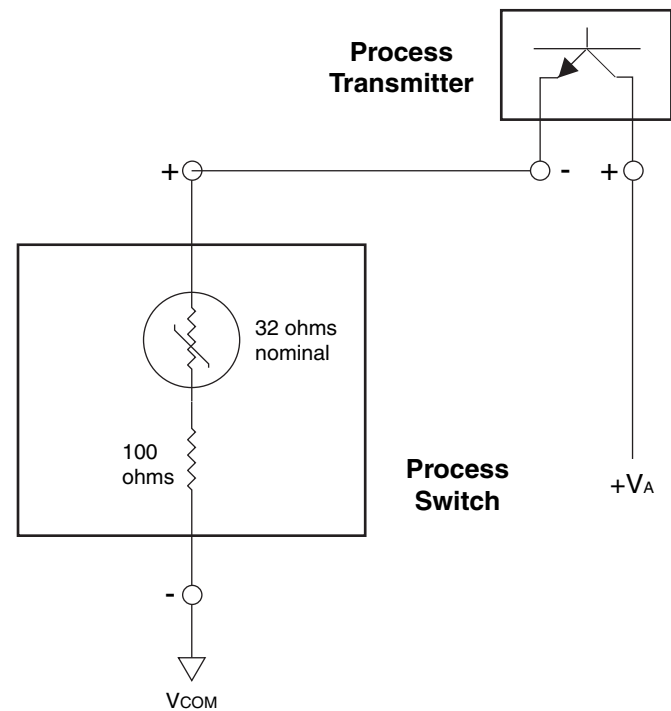 Process
Transmitter
+
-
+
32 ohms
nominal
100
ohms
Process
Switch
+VA
-
VCOM